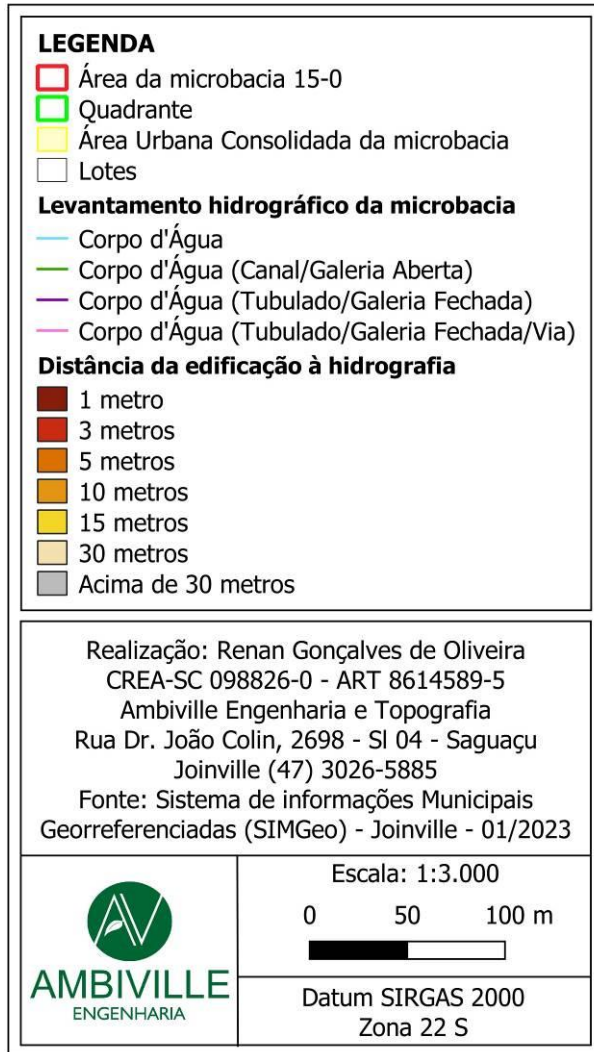 LEGENDA
Área da microbacia 15-0
Quadrante
Área Urbana Consolidada da microbacia
Lotes
Levantamento hidrográfico da microbacia
Corpo d'Água
Corpo d'Água (Canal/Galeria Aberta)
Corpo d'Água (Tubulado/Galeria Fechada)
Corpo d'Água (Tubulado/Galeria Fechada/Via)
Distância da edificação à hidrografia
1 metro
3 metros
5 metros
10 metros
15 metros
30 metros
Acima de 30 metros
Realização: Renan Gonçalves de Oliveira
CREA-SC 098826-0 - ART 8614589-5
Ambiville Engenharia e Topografia
Rua Dr. João Colin, 2698 - Sl 04 - Saguaçu
Joinville (47) 3026-5885
Fonte: Sistema de informações Municipais
Georreferenciadas (SIMGeo) - Joinville - 01/2023
AMBIVILLE
ENGENHARIA
Escala: 1:3.000
0 50 100 m
Datum SIRGAS 2000
Zona 22 S